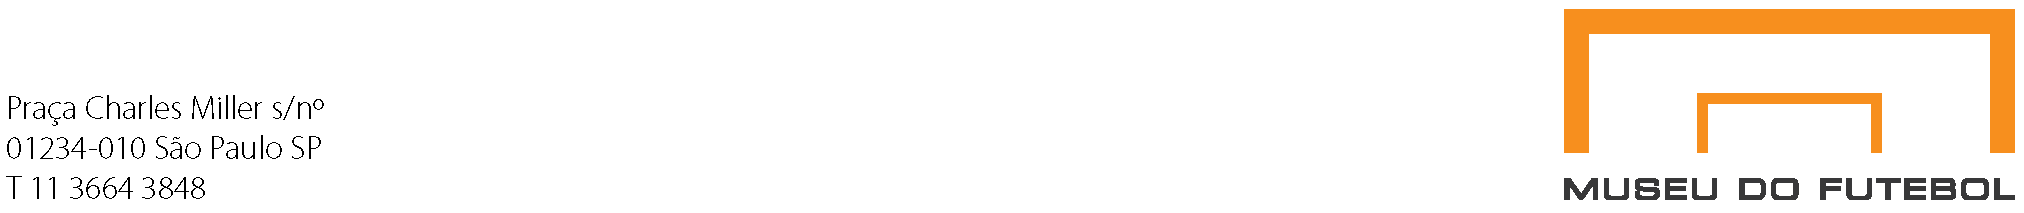 Praça Charles Miller s/nº
01234-010 São Paulo SP
T 11 3664 3848
MUSEU DO FUTEBOL